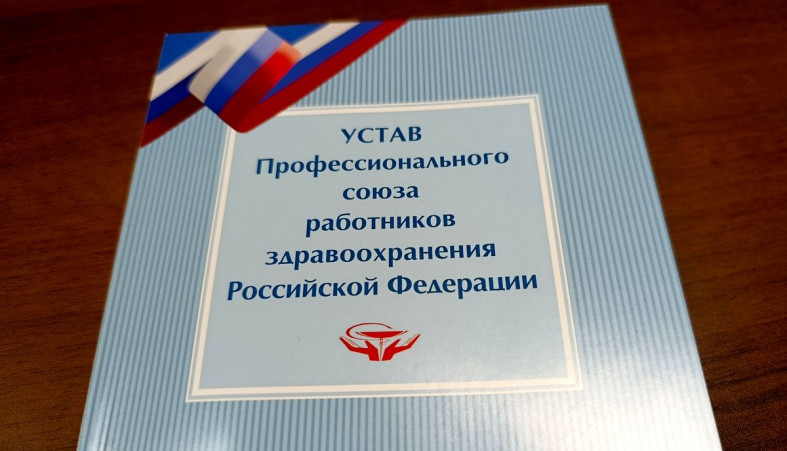 УСТАВ
Профессионального
союза
работников
здравоохранения
Российской Федерации